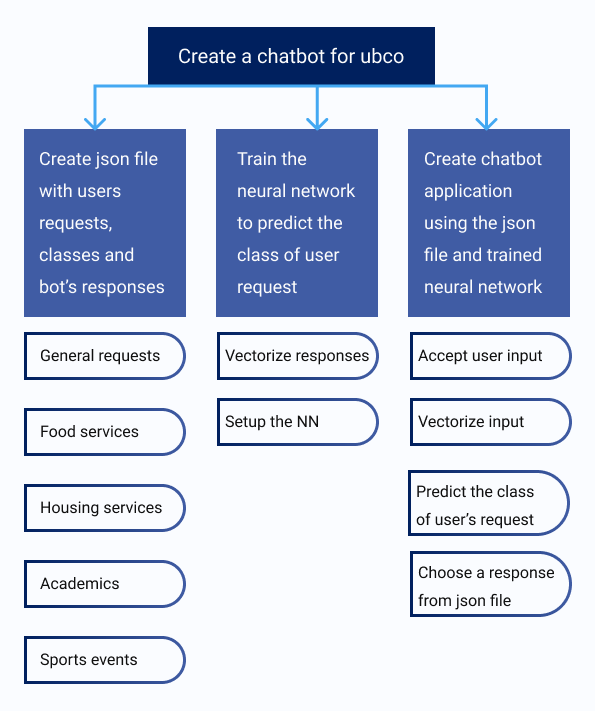 Create a chatbot for ubco
Create json file
with users
requests,
classes and
bot's responses
General requests
Food services
Housing services
Academics
Sports events
Train the
neural network
to predict the
class of user
request
Vectorize responses
Setup the NN
Create chatbot
application
using the json
file and trained
neural network
Accept user input
Vectorize input
Predict the class
of user's request
Choose a response
from json file